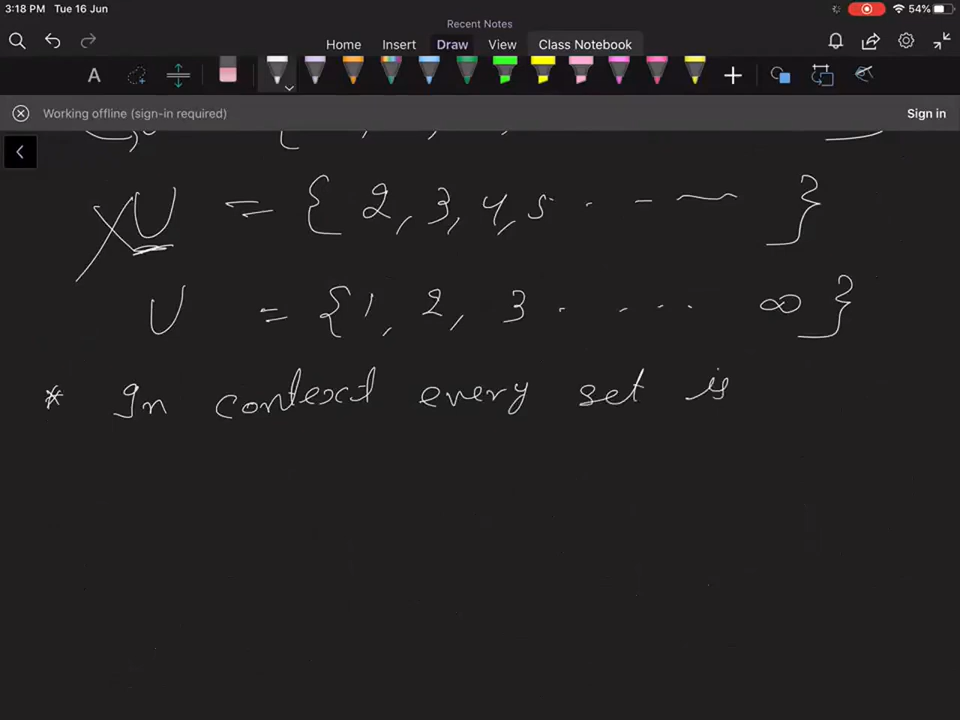 3:18 PM Tue 16 Jun
54%
Recent Notes
Home Insert Draw View Class Notebook
A
Working offline (sign-in required) Sign in
U = { 2, 3, 4, 5 . . - }
U = { 1, 2, 3 . . . . . ∞ }
* In context every set is